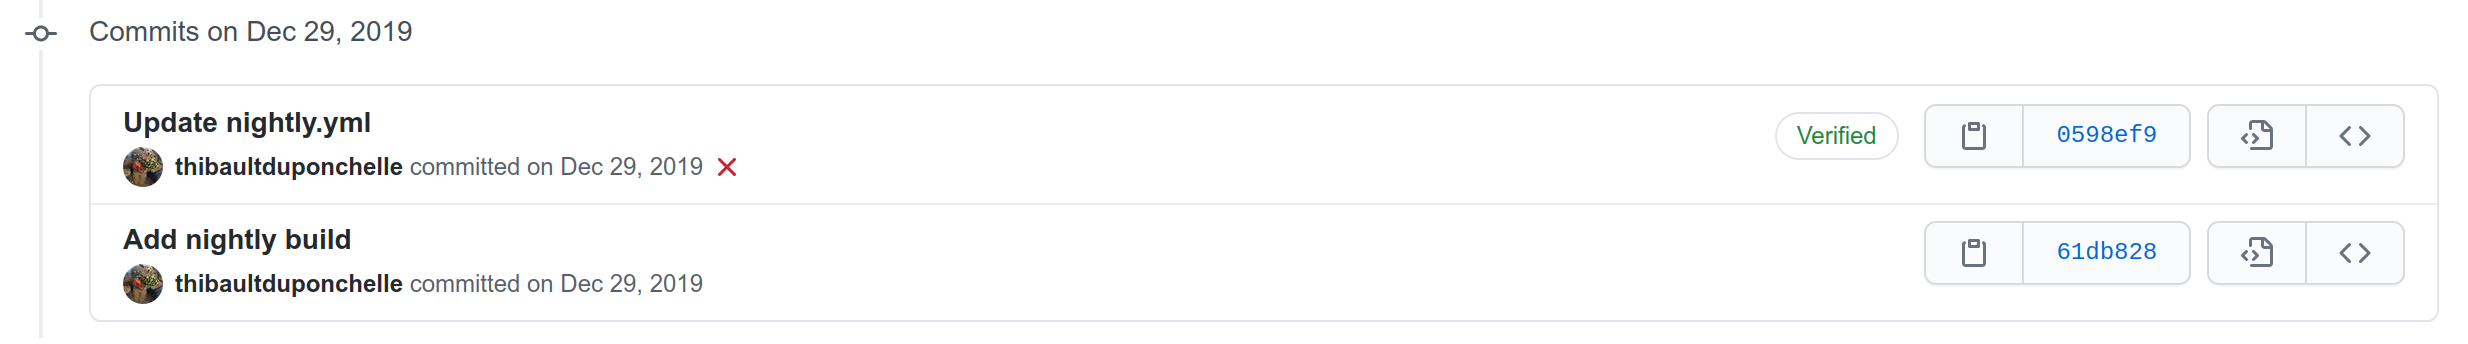 Commits on Dec 29, 2019
Update nightly.yml
Verified
0598ef9
thibaultduponchelle committed on Dec 29, 2019
Add nightly build
61db828
thibaultduponchelle committed on Dec 29, 2019